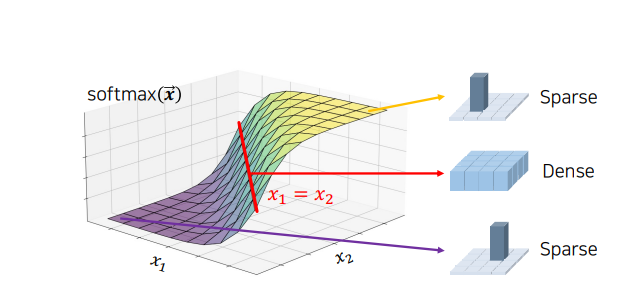 softmax(x⃗)
Sparse
Dense
x₁ = x₂
Sparse
x₁
x₂